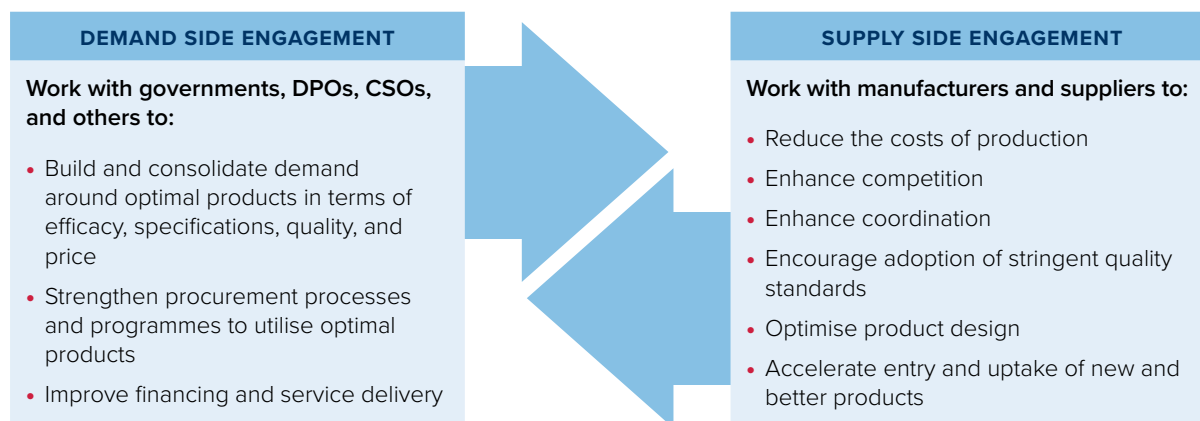 DEMAND SIDE ENGAGEMENT
Work with governments, DPOs, CSOs,
and others to:
• Build and consolidate demand
around optimal products in terms of
efficacy, specifications, quality, and
price
• Strengthen procurement processes
and programmes to utilise optimal
products
• Improve financing and service delivery
SUPPLY SIDE ENGAGEMENT
Work with manufacturers and suppliers to:
• Reduce the costs of production
• Enhance competition
• Enhance coordination
• Encourage adoption of stringent quality
standards
• Optimise product design
• Accelerate entry and uptake of new and
better products